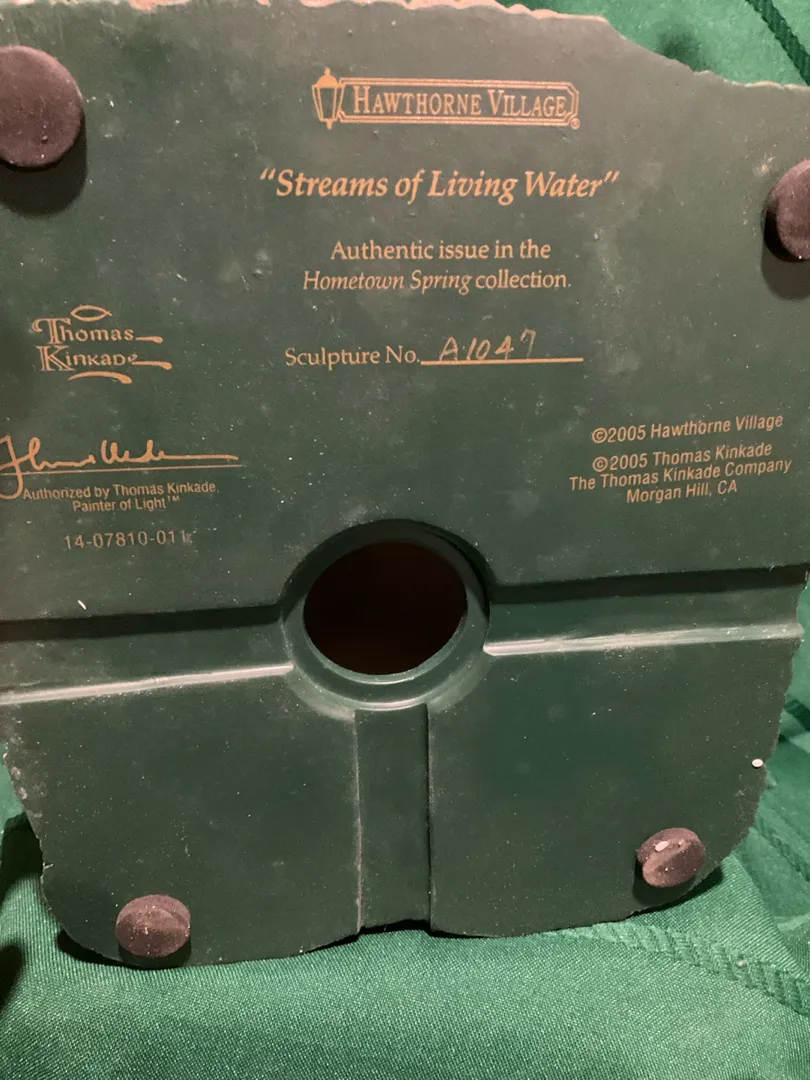 HAWTHORNE VILLAGE®
"Streams of Living Water"
Authentic issue in the
Hometown Spring collection.
Thomas
Kinkade
Sculpture No. A1047
©2005 Hawthorne Village
©2005 Thomas Kinkade
The Thomas Kinkade Company
Morgan Hill, CA
Authorized by Thomas Kinkade,
Painter of Light™
14-07810-011